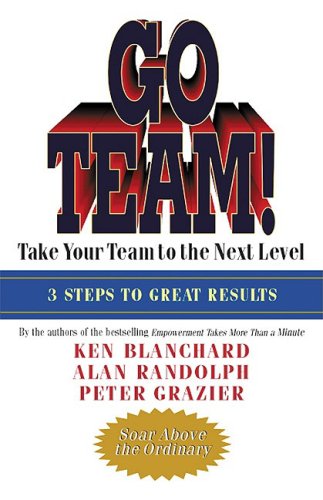 GO
TEAM!
Take Your Team to the Next Level
3 STEPS TO GREAT RESULTS
By the authors of the bestselling Empowerment Takes More Than a Minute
KEN BLANCHARD
ALAN RANDOLPH
PETER GRAZIER
Soar Above
the Ordinary